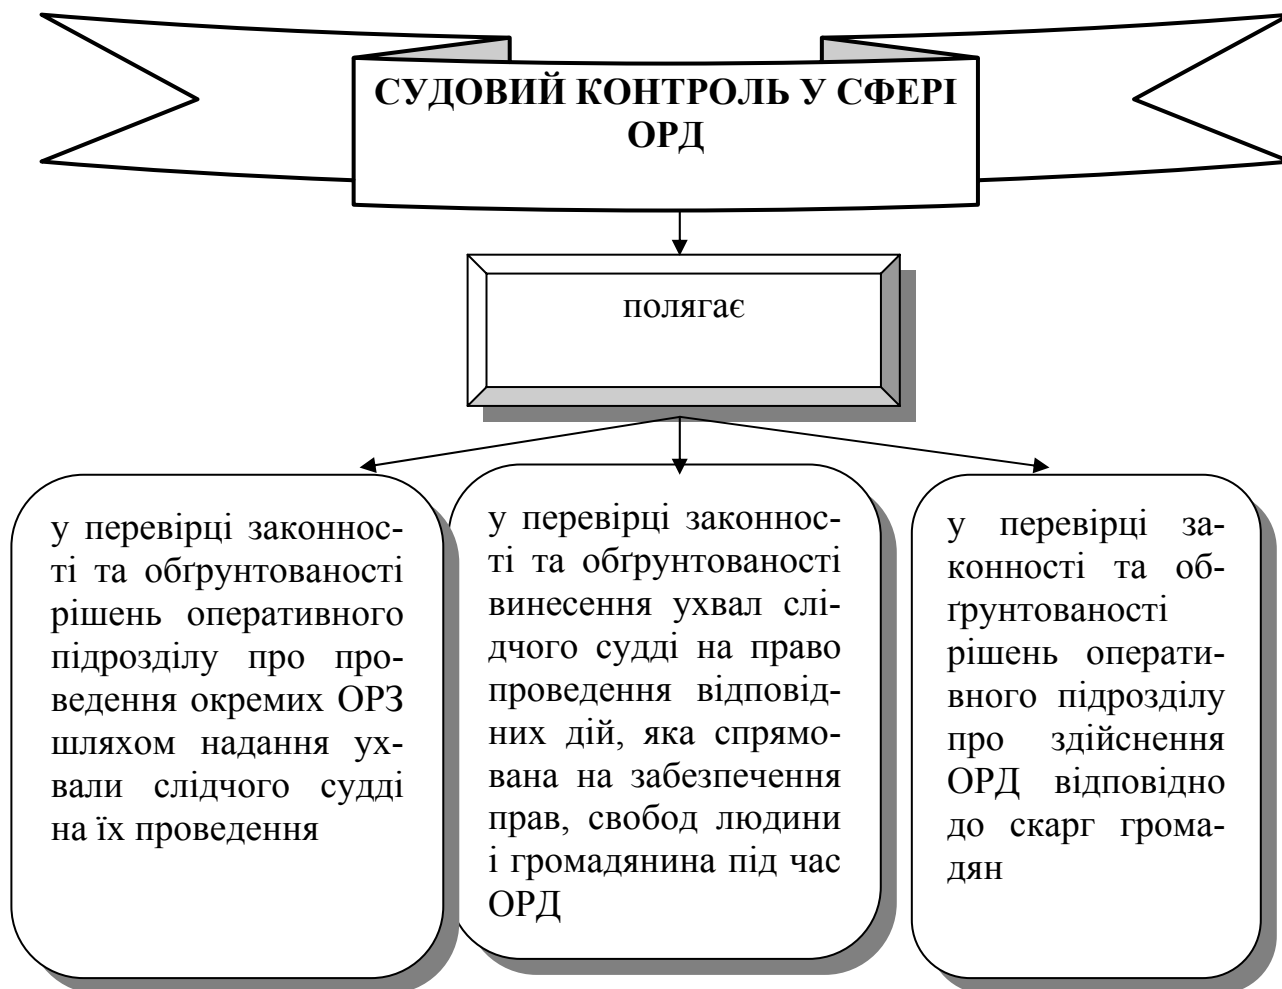 СУДОВИЙ КОНТРОЛЬ У СФЕРІ
ОРД
полягає
у перевірці законнос-
ті та обґрунтованості
рішень оперативного
підрозділу про про-
ведення окремих ОРЗ
шляхом надання ух-
вали слідчого судді
на їх проведення
у перевірці законнос-
ті та обґрунтованості
винесення ухвал слі-
дчого судді на право
проведення відповід-
них дій, яка спрямо-
вана на забезпечення
прав, свобод людини
і громадянина під час
ОРД
у перевірці за-
конності та об-
ґрунтованості
рішень операти-
вного підрозділу
про здійснення
ОРД відповідно
до скарг грома-
дян